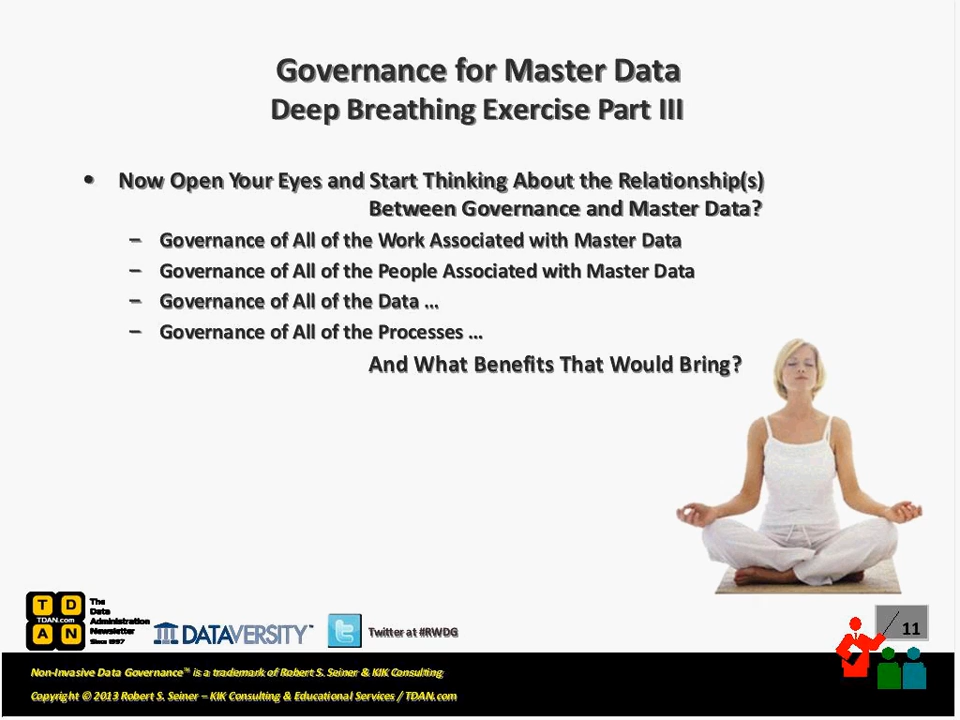 Governance for Master Data
Deep Breathing Exercise Part III
• Now Open Your Eyes and Start Thinking About the Relationship(s)
Between Governance and Master Data?
– Governance of All of the Work Associated with Master Data
– Governance of All of the People Associated with Master Data
– Governance of All of the Data …
– Governance of All of the Processes …
And What Benefits That Would Bring?
T D
TDAN.com
A N
The
Data
Administration
Newsletter
Since 1997
DATAVERSITY™
Twitter at #RWDG
11
Non-Invasive Data Governance™ is a trademark of Robert S. Seiner & KIK Consulting
Copyright © 2013 Robert S. Seiner – KIK Consulting & Educational Services / TDAN.com